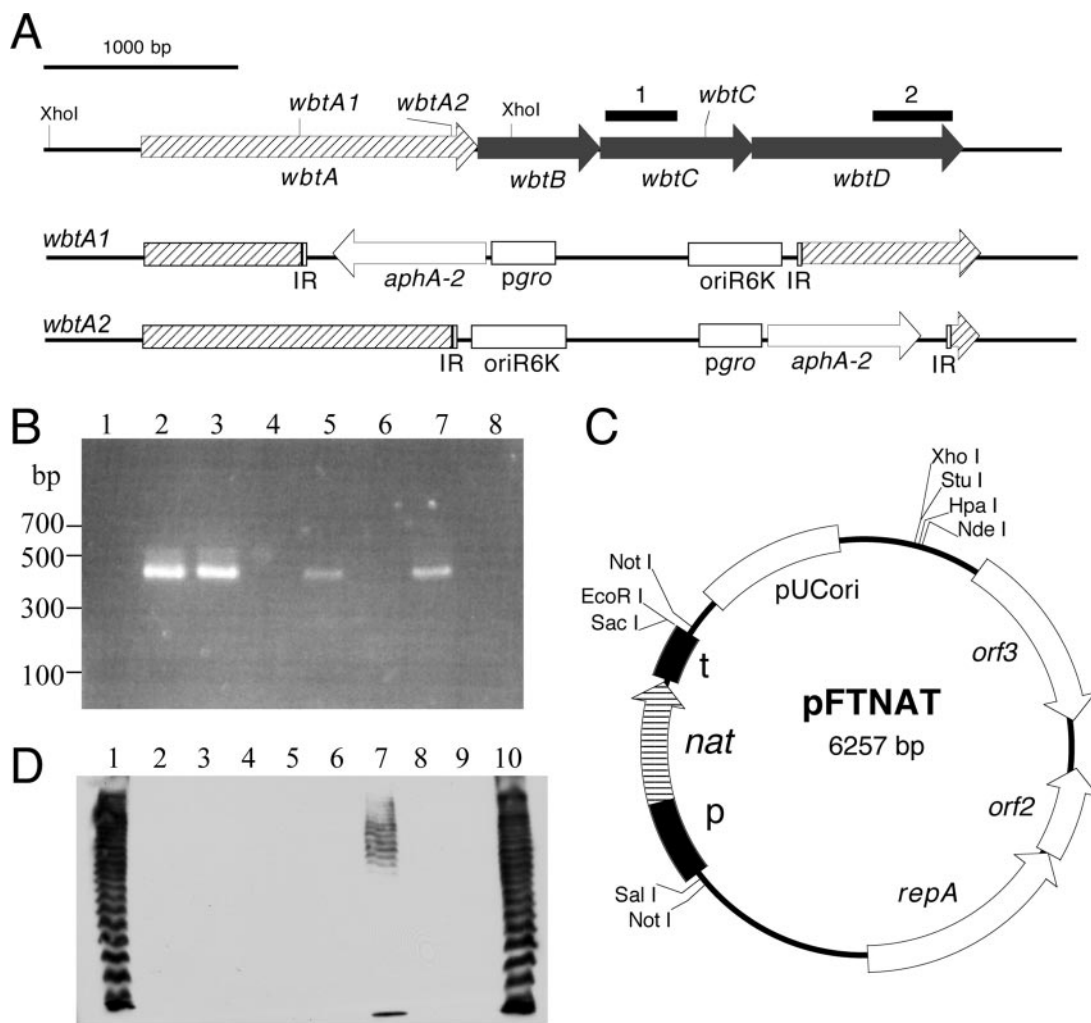 A
1000 bp
XhoI
wbtA1
wbtA2
XhoI
1
wbtC
2
wbtA
wbtB
wbtC
wbtD
wbtA1
IR
aphA-2
pgro
oriR6K
IR
wbtA2
IR
oriR6K
pgro
aphA-2
IR
B
1 2 3 4 5 6 7 8
bp
700
500
300
100
C
Xho I
Stu I
Hpa I
Nde I
Not I
EcoR I
Sac I
pUCori
t
orf3
pFTNAT
6257 bp
nat
p
orf2
Sal I
Not I
repA
D
1 2 3 4 5 6 7 8 9 10